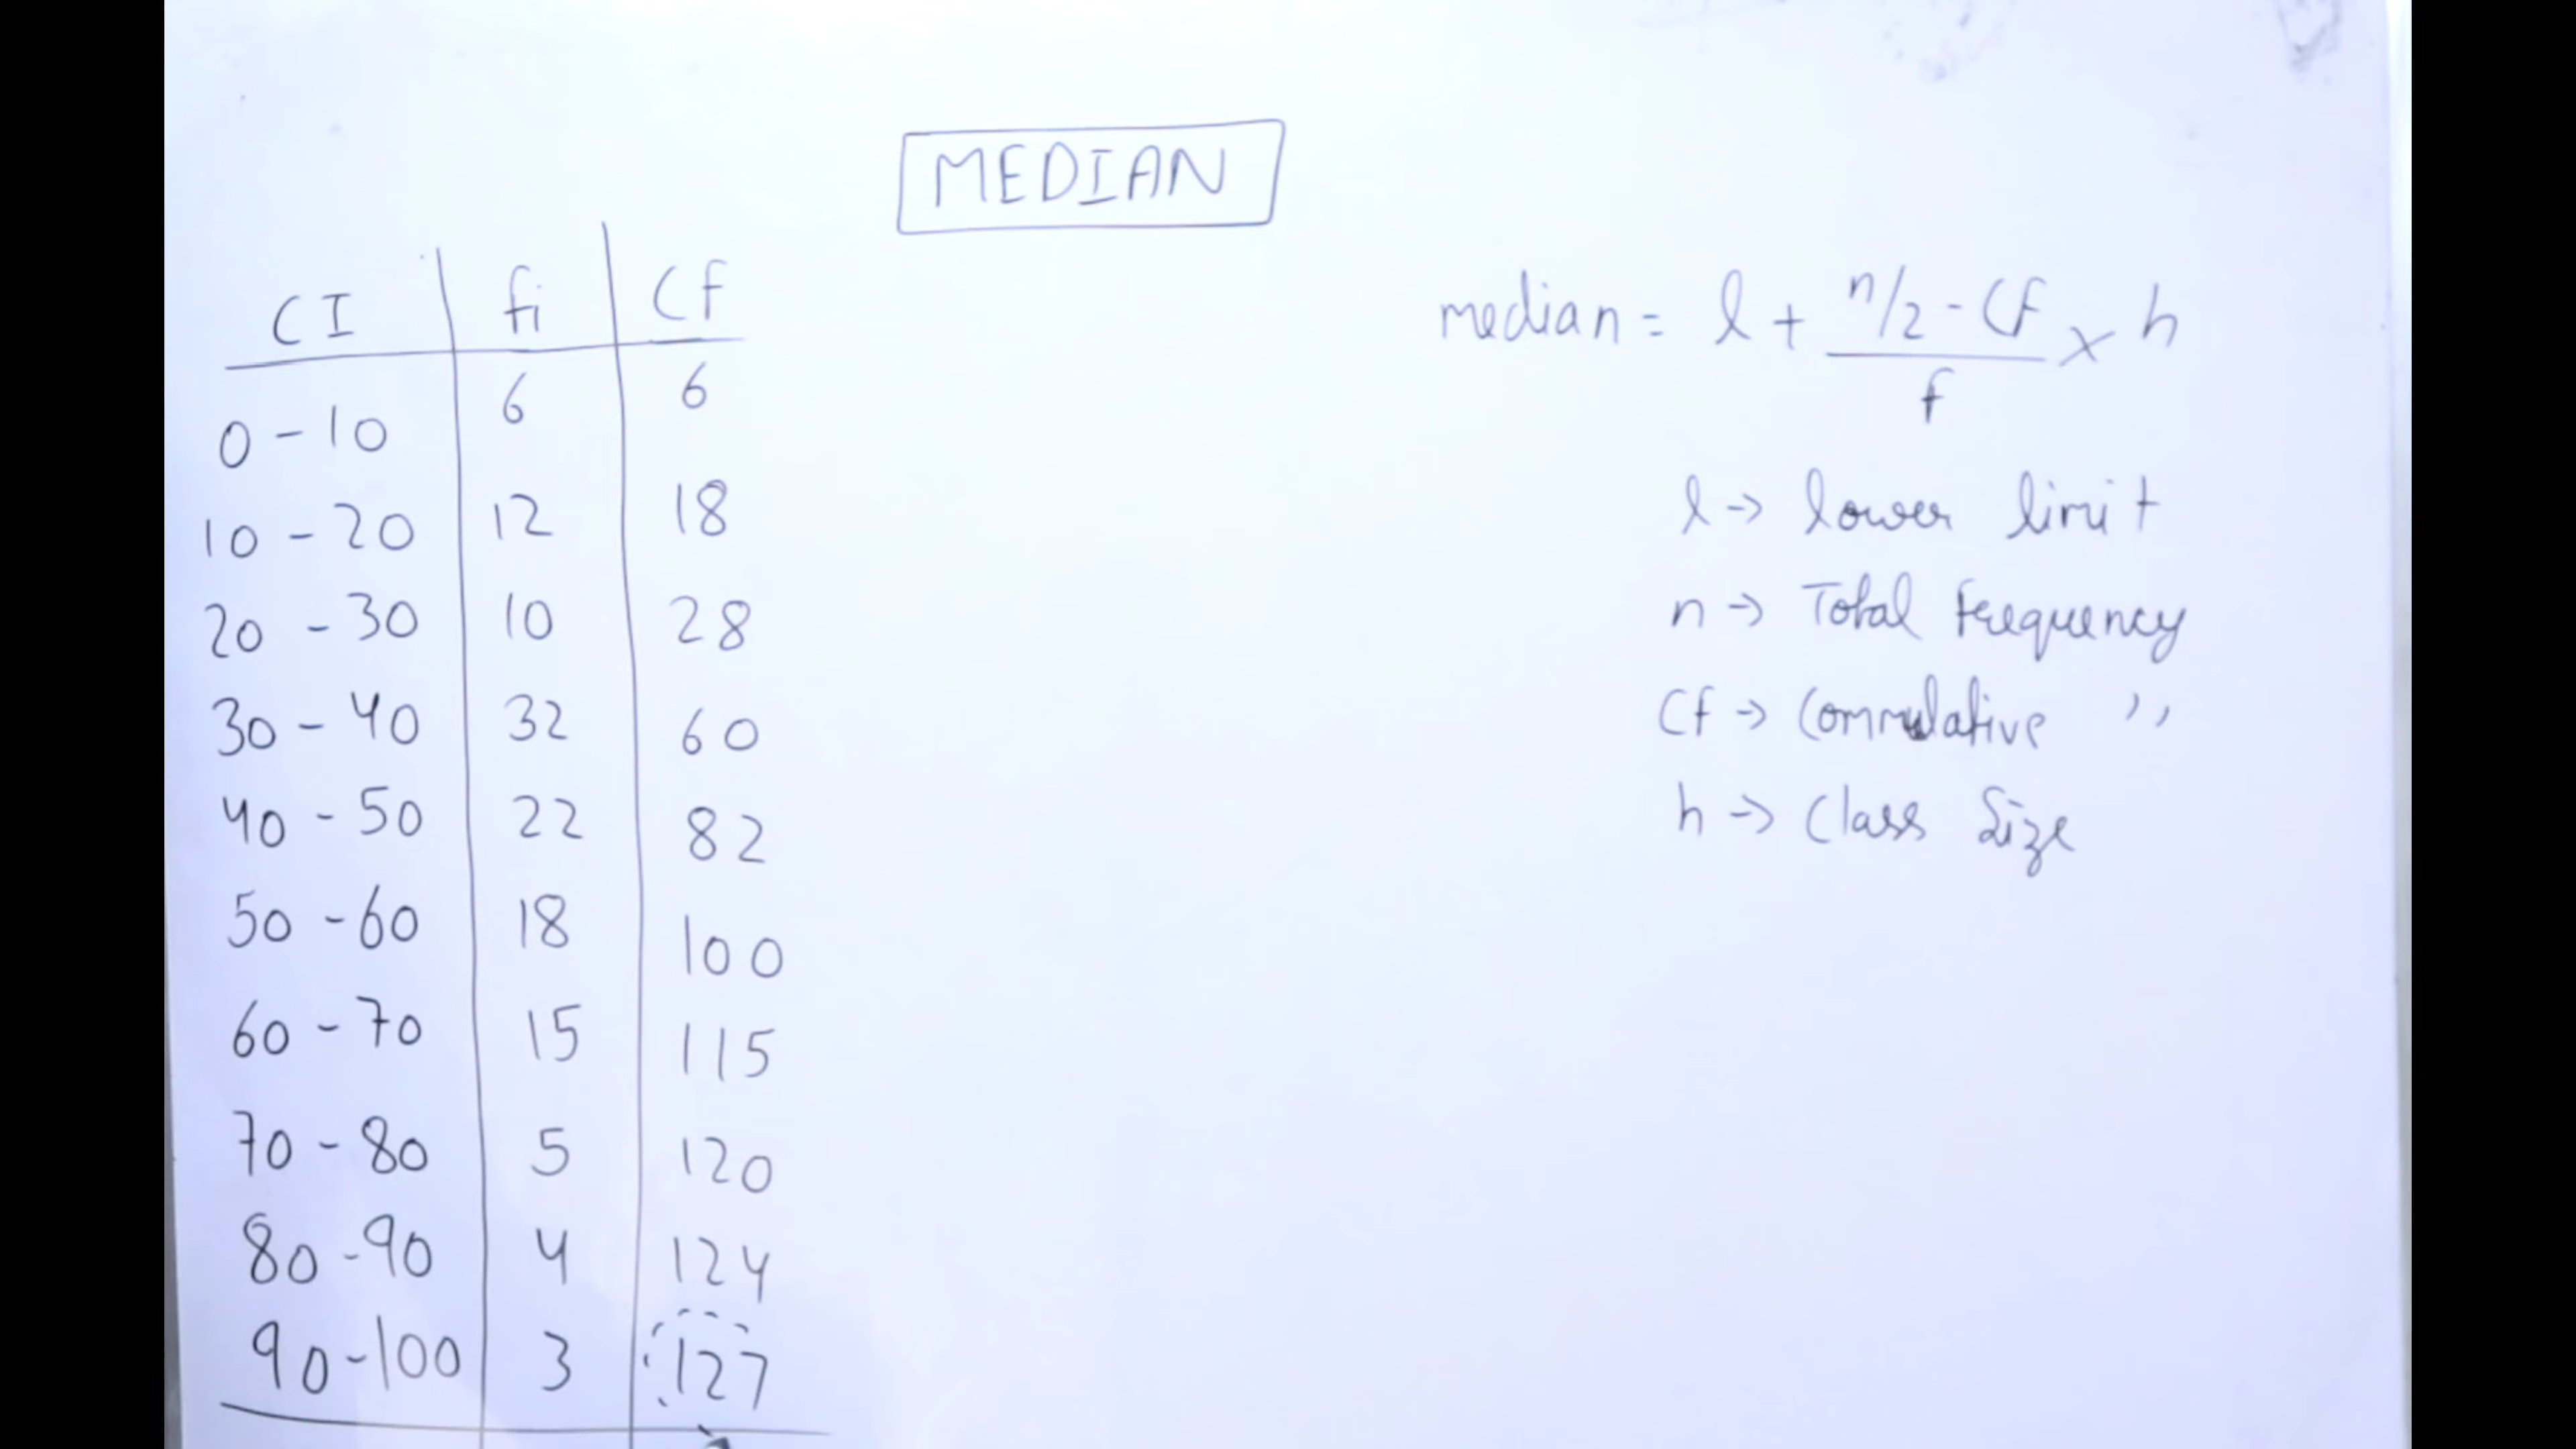 MEDIAN
CI fi Cf
0-10 6 6
10-20 12 18
20-30 10 28
30-40 32 60
40-50 22 82
50-60 18 100
60-70 15 115
70-80 5 120
80-90 4 124
90-100 3 127
median = l + n/2 - Cf / f × h
l → lower limit
n → Total Frequency
Cf → Commulative ,,
h → Class Size